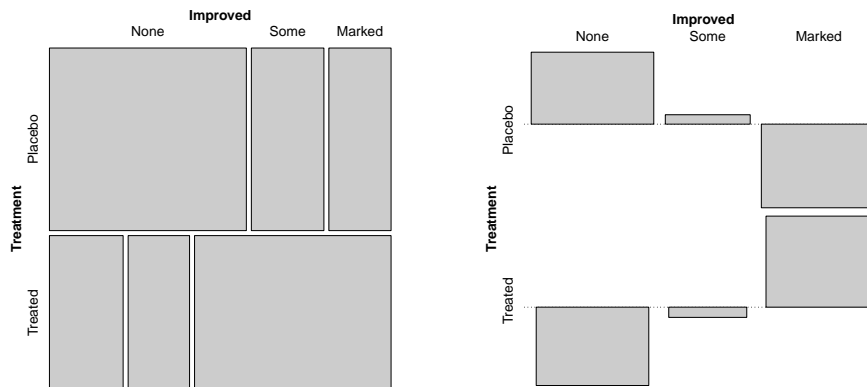 Improved
None Some Marked
Treatment
Placebo
Treated
Improved
None Some Marked
Treatment
Placebo
Treated